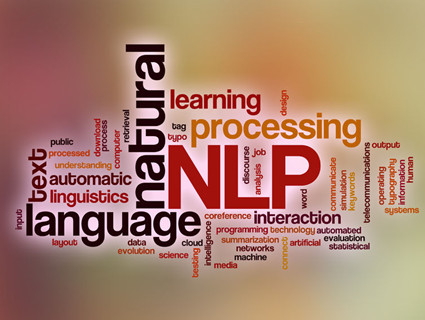 natural
learning
design
processing
NLP
language
text
automatic
linguistics
understanding
processed
public
download
process
computer
retrieval
tag
typo
discourse
analysis
job
word
communicate
simulation
keywords
telecommunications
output
operating
typography
information
human
systems
input
layout
data
evolution
science
cloud
testing
intelligence
media
coreference
interaction
programming
technology
automated
summarization
connect
artificial
evaluation
statistical
networks
machine